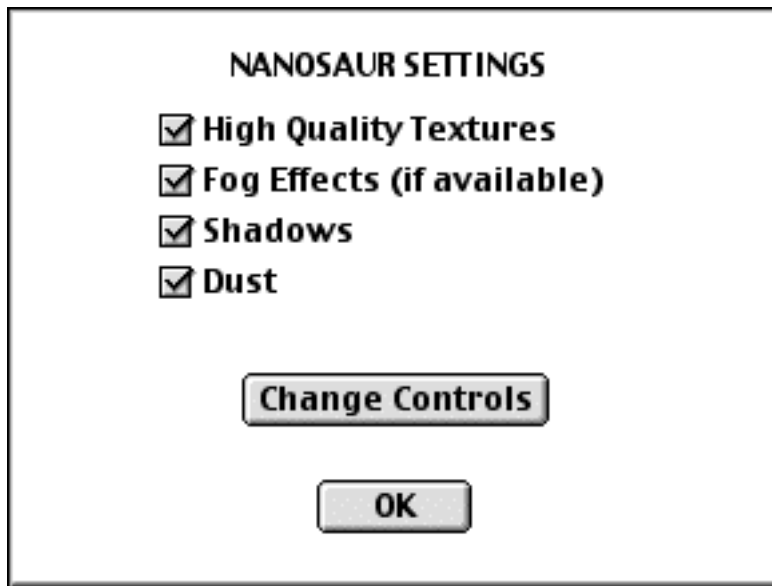 NANOSAUR SETTINGS
High Quality Textures
Fog Effects (if available)
Shadows
Dust
Change Controls
OK